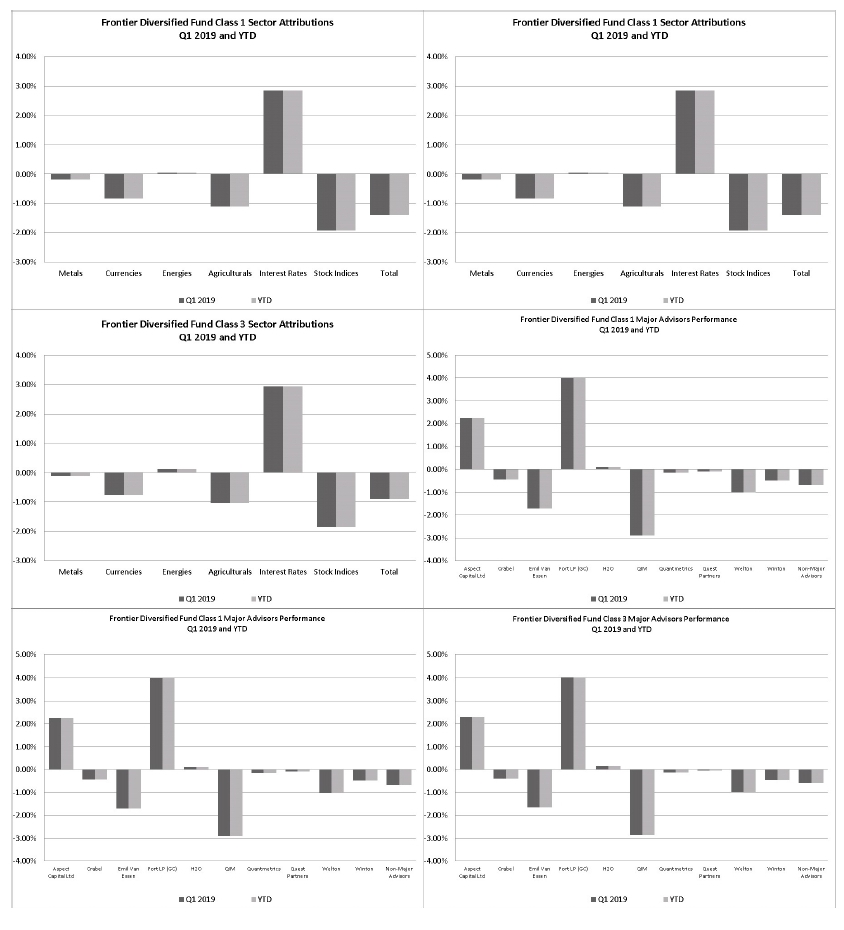 Frontier Diversified Fund Class 1 Sector Attributions
Q1 2019 and YTD
4.00%
3.00%
2.00%
1.00%
0.00%
-1.00%
-2.00%
-3.00%
Metals Currencies Energies Agriculturals Interest Rates Stock Indices Total
Q1 2019 YTD
Frontier Diversified Fund Class 1 Sector Attributions
Q1 2019 and YTD
4.00%
3.00%
2.00%
1.00%
0.00%
-1.00%
-2.00%
-3.00%
Metals Currencies Energies Agriculturals Interest Rates Stock Indices Total
Q1 2019 YTD
Frontier Diversified Fund Class 3 Sector Attributions
Q1 2019 and YTD
4.00%
3.00%
2.00%
1.00%
0.00%
-1.00%
-2.00%
-3.00%
Metals Currencies Energies Agriculturals Interest Rates Stock Indices Total
Q1 2019 YTD
Frontier Diversified Fund Class 1 Major Advisors Performance
Q1 2019 and YTD
5.00%
4.00%
3.00%
2.00%
1.00%
0.00%
-1.00%
-2.00%
-3.00%
-4.00%
Aspect Crabel Emil Van Fort LP (GC) H2O QIM Quantmetrics Quest Welton Winton Non-Major
Capital Ltd Essen Partners Advisors
Q1 2019 YTD
Frontier Diversified Fund Class 1 Major Advisors Performance
Q1 2019 and YTD
5.00%
4.00%
3.00%
2.00%
1.00%
0.00%
-1.00%
-2.00%
-3.00%
-4.00%
Aspect Crabel Emil Van Fort LP (GC) H2O QIM Quantmetrics Quest Welton Winton Non-Major
Capital Ltd Essen Partners Advisors
Q1 2019 YTD
Frontier Diversified Fund Class 3 Major Advisors Performance
Q1 2019 and YTD
5.00%
4.00%
3.00%
2.00%
1.00%
0.00%
-1.00%
-2.00%
-3.00%
-4.00%
Aspect Crabel Emil Van Fort LP (GC) H2O QIM Quantmetrics Quest Welton Winton Non-Major
Capital Ltd Essen Partners Advisors
Q1 2019 YTD